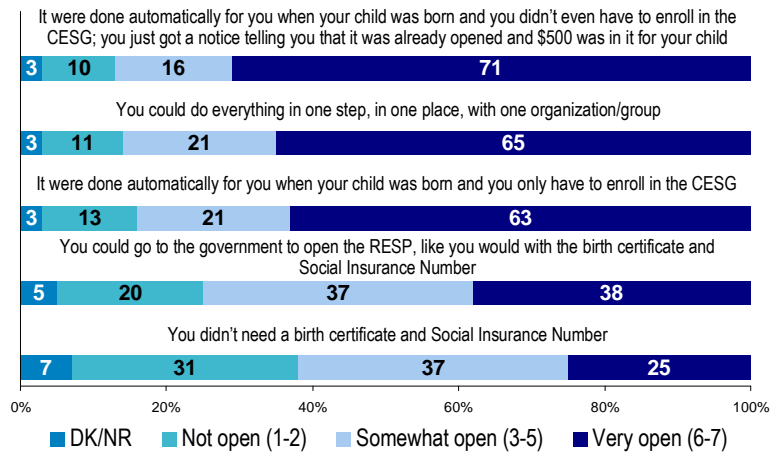 It were done automatically for you when your child was born and you didn't even have to enroll in the
CESG; you just got a notice telling you that it was already opened and $500 was in it for your child
3 10 16 71
You could do everything in one step, in one place, with one organization/group
3 11 21 65
It were done automatically for you when your child was born and you only have to enroll in the CESG
3 13 21 63
You could go to the government to open the RESP, like you would with the birth certificate and
Social Insurance Number
5 20 37 38
You didn't need a birth certificate and Social Insurance Number
7 31 37 25
0% 20% 40% 60% 80% 100%
DK/NR Not open (1-2) Somewhat open (3-5) Very open (6-7)